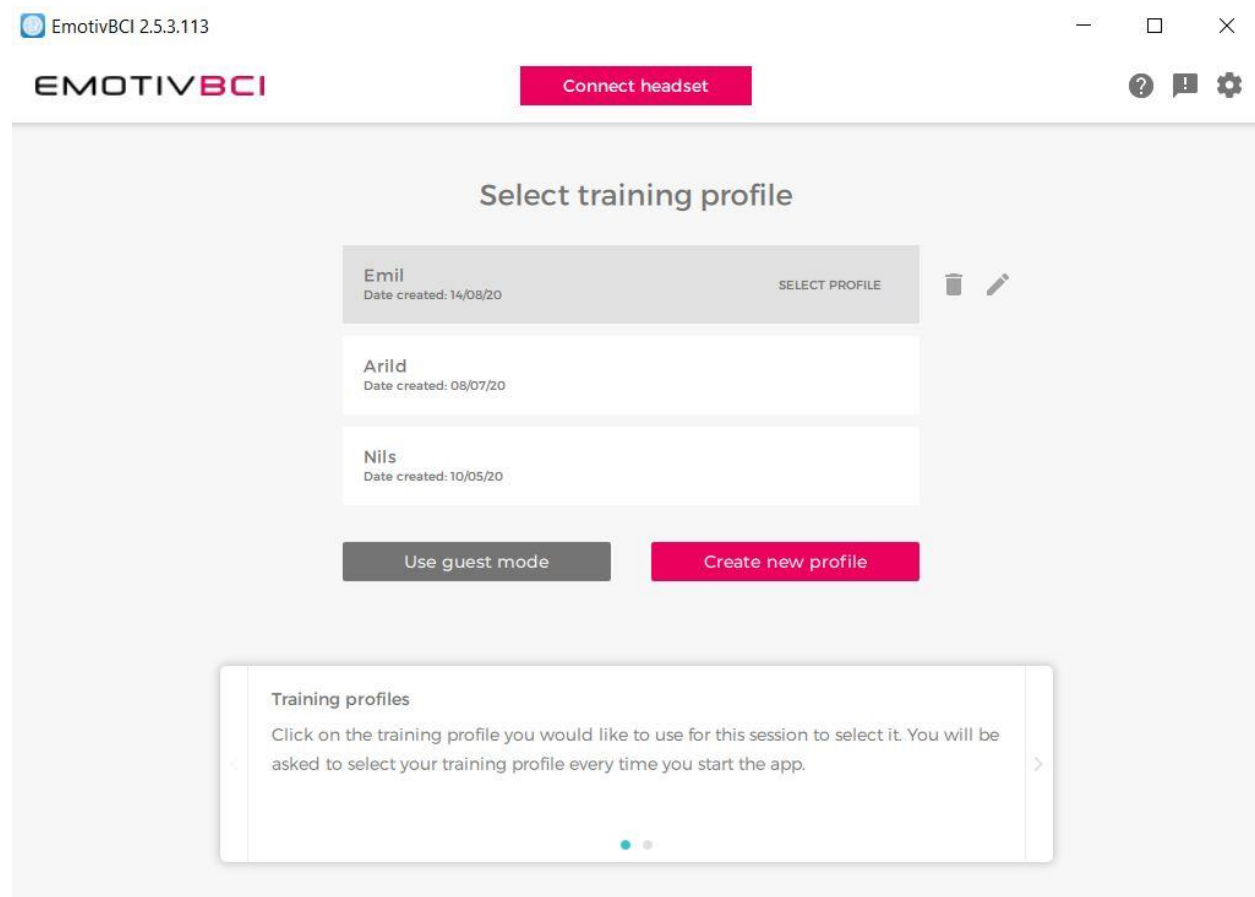 EmotivBCI 2.5.3.113
EMOTIVBCI
Connect headset
Select training profile
Emil
Date created: 14/08/20
SELECT PROFILE
Arild
Date created: 08/07/20
Nils
Date created: 10/05/20
Use guest mode
Create new profile
Training profiles
Click on the training profile you would like to use for this session to select it. You will be
asked to select your training profile every time you start the app.